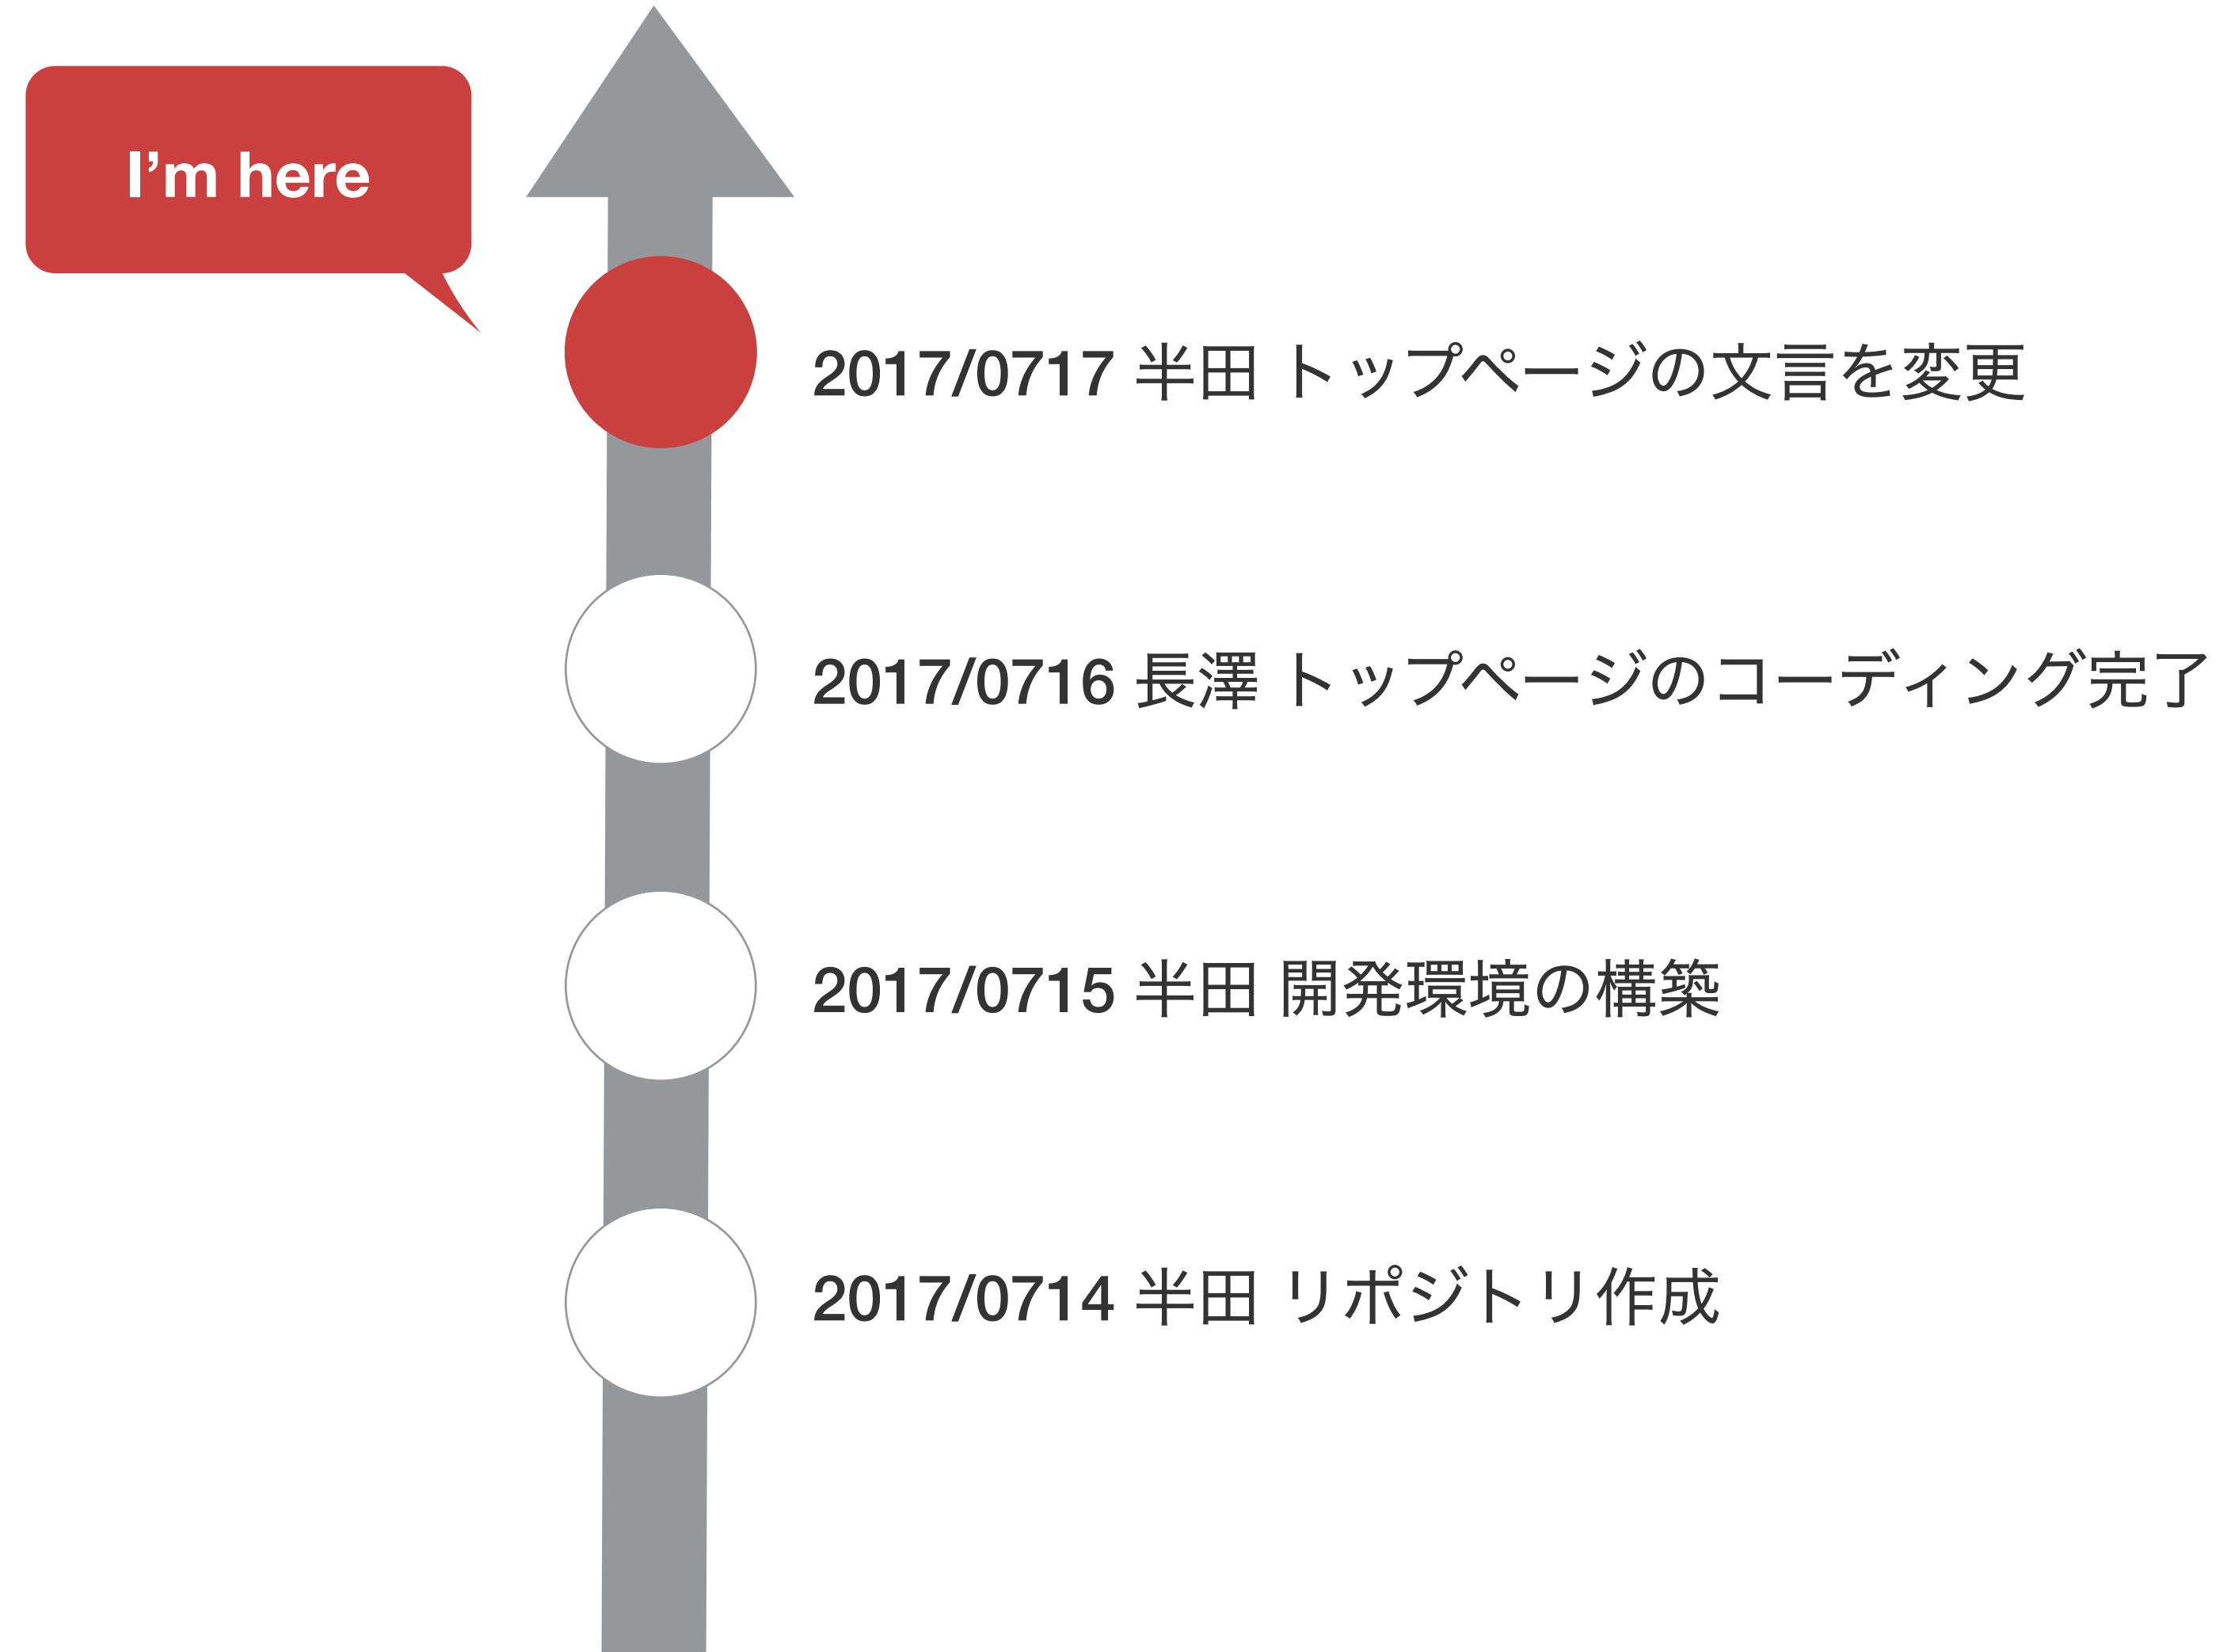 I'm here
2017/0717 半田 トップページの文言を変更
2017/0716 長澤 トップページのコーディング完了
2017/0715 半田 開発環境の構築
2017/0714 半田 リポジトリ作成